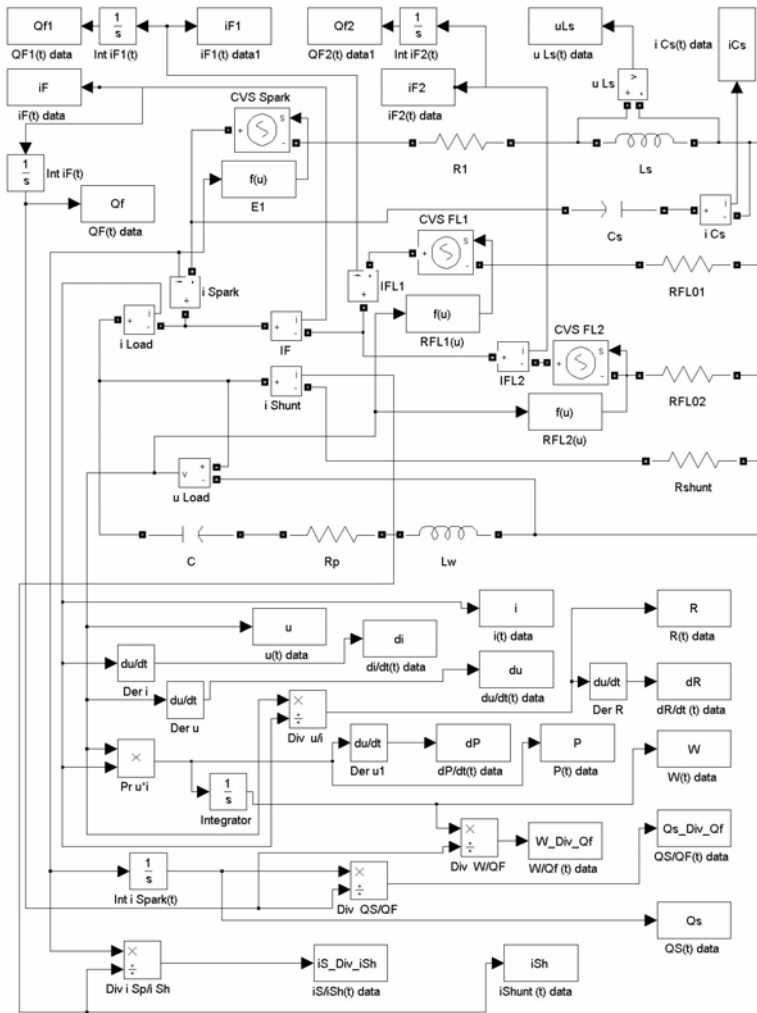 Qf1
1
s
iF1
Qf2
1
s
uLs
iCs
QF1(t) data
Int iF1(t)
iF1(t) data1
QF2(t) data1
Int iF2(t)
u Ls(t) data
i Cs(t) data
iF
CVS Spark
iF2
u Ls
v
+ -
iF(t) data
iF2(t) data
+ s -
R1
Ls
1
s
Int iF(t)
f(u)
E1
Qf
QF(t) data
CVS FL1
Cs
+ i -
i Cs
i Spark
IFL1
+ s -
RFL01
i Load
IF
f(u)
RFL1(u)
CVS FL2
IFL2
+ s -
RFL02
i Shunt
f(u)
RFL2(u)
v + -
u Load
Rshunt
C
Rp
Lw
i
i(t) data
R
R(t) data
u
u(t) data
di
di/dt(t) data
du/dt
Der i
du/dt
Der u
du
du/dt(t) data
du/dt
Der R
dR
dR/dt (t) data
×
÷
Div u/i
×
Pr u*i
du/dt
Der u1
dP
dP/dt(t) data
P
P(t) data
W
W(t) data
1
s
Integrator
×
÷
Div W/QF
W_Div_Qf
W/Qf (t) data
Qs_Div_Qf
QS/QF(t) data
1
s
Int i Spark(t)
×
÷
Div QS/QF
Qs
QS(t) data
×
÷
Div i Sp/i Sh
iS_Div_iSh
iS/iSh(t) data
iSh
iShunt (t) data